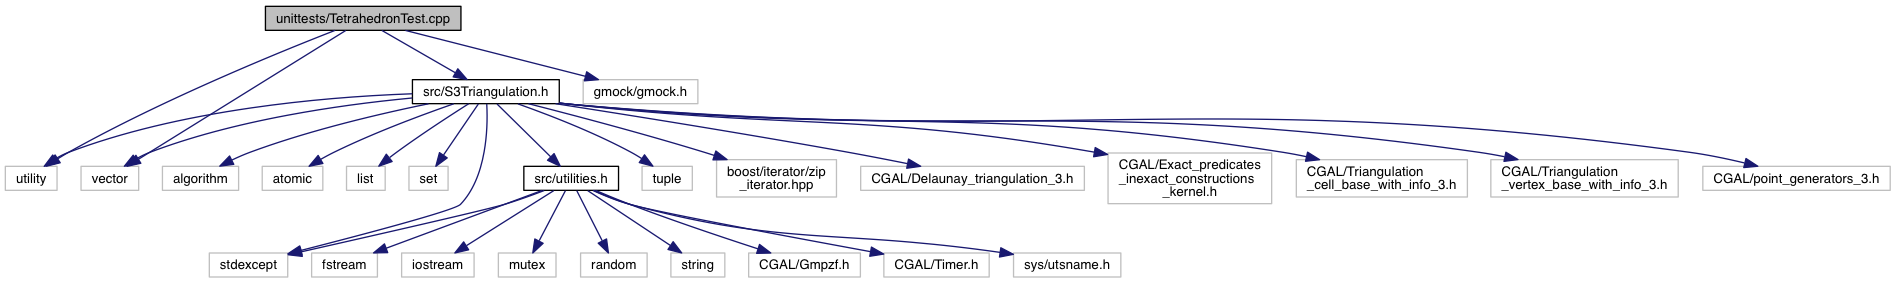 unittests/TetrahedronTest.cpp
src/S3Triangulation.h
gmock/gmock.h
utility
vector
algorithm
atomic
list
set
src/utilities.h
tuple
boost/iterator/zip
_iterator.hpp
CGAL/Delaunay_triangulation_3.h
CGAL/Exact_predicates
_inexact_constructions
_kernel.h
CGAL/Triangulation
_cell_base_with_info_3.h
CGAL/Triangulation
_vertex_base_with_info_3.h
CGAL/point_generators_3.h
stdexcept
fstream
iostream
mutex
random
string
CGAL/Gmpzf.h
CGAL/Timer.h
sys/utsname.h